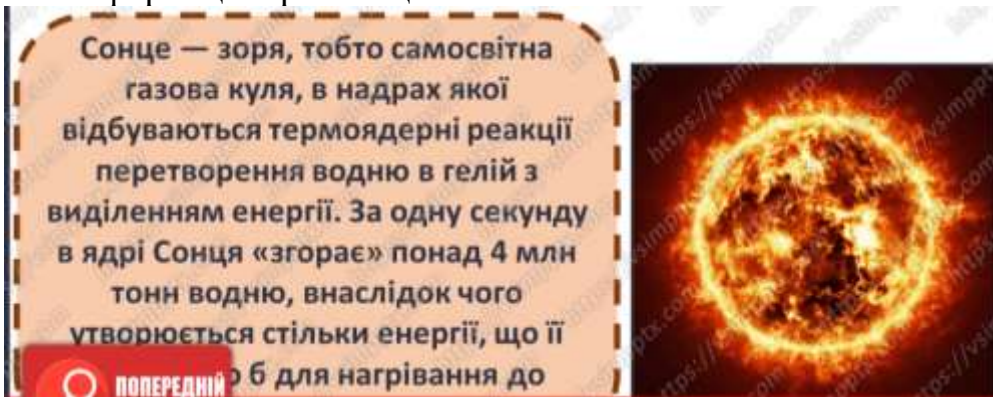 Сонце — зоря, тобто самосвітна
газова куля, в надрах якої
відбуваються термоядерні реакції
перетворення водню в гелій з
виділенням енергії. За одну секунду
в ядрі Сонця «згорає» понад 4 млн
тонн водню, внаслідок чого
утворюється стільки енергії, що її
б для нагрівання до
ПОПЕРЕДНІЙ